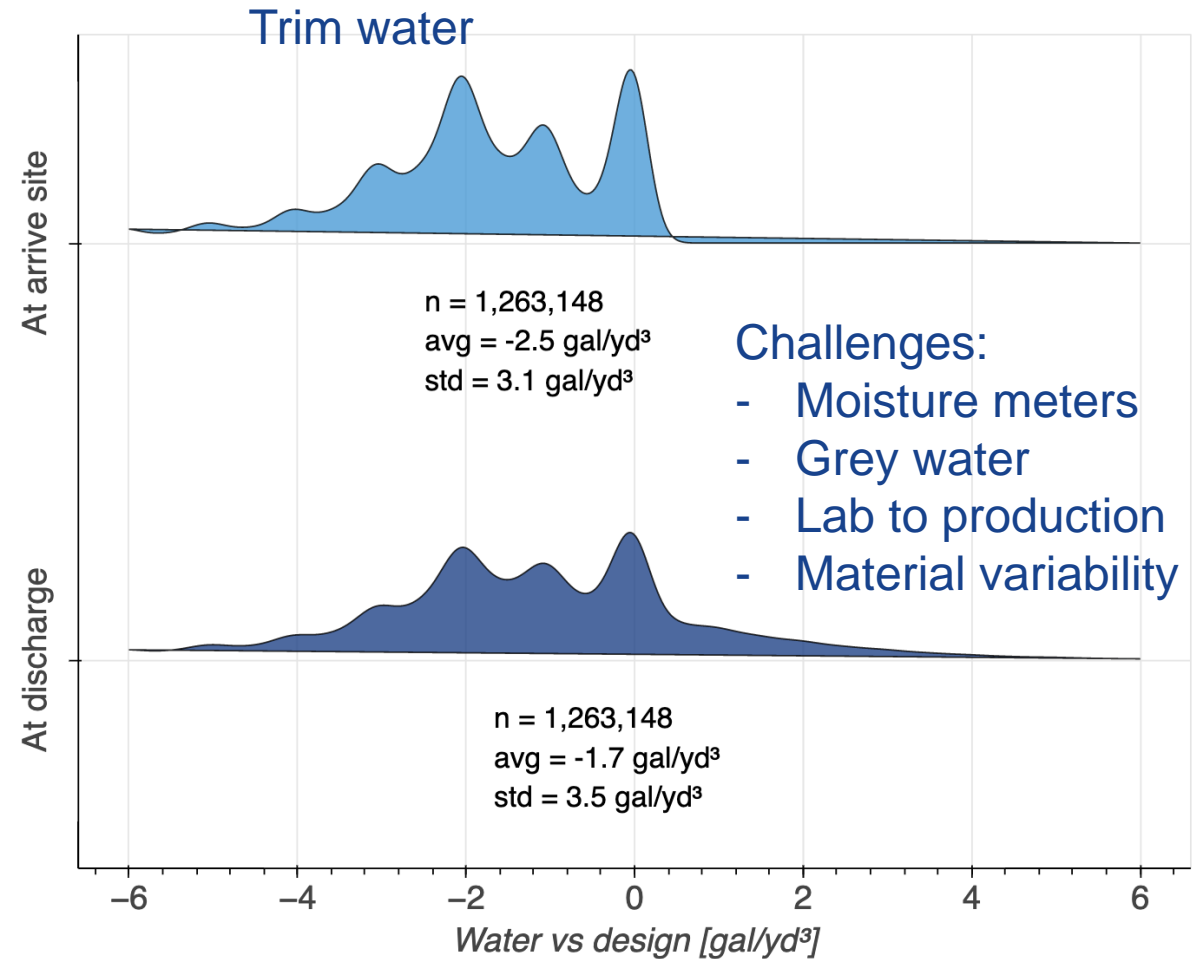 Trim water
At arrive site
n = 1,263,148
avg = -2.5 gal/yd³
std = 3.1 gal/yd³
Challenges:
- Moisture meters
- Grey water
- Lab to production
- Material variability
At discharge
n = 1,263,148
avg = -1.7 gal/yd³
std = 3.5 gal/yd³
−6 −4 −2 0 2 4 6
Water vs design [gal/yd³]